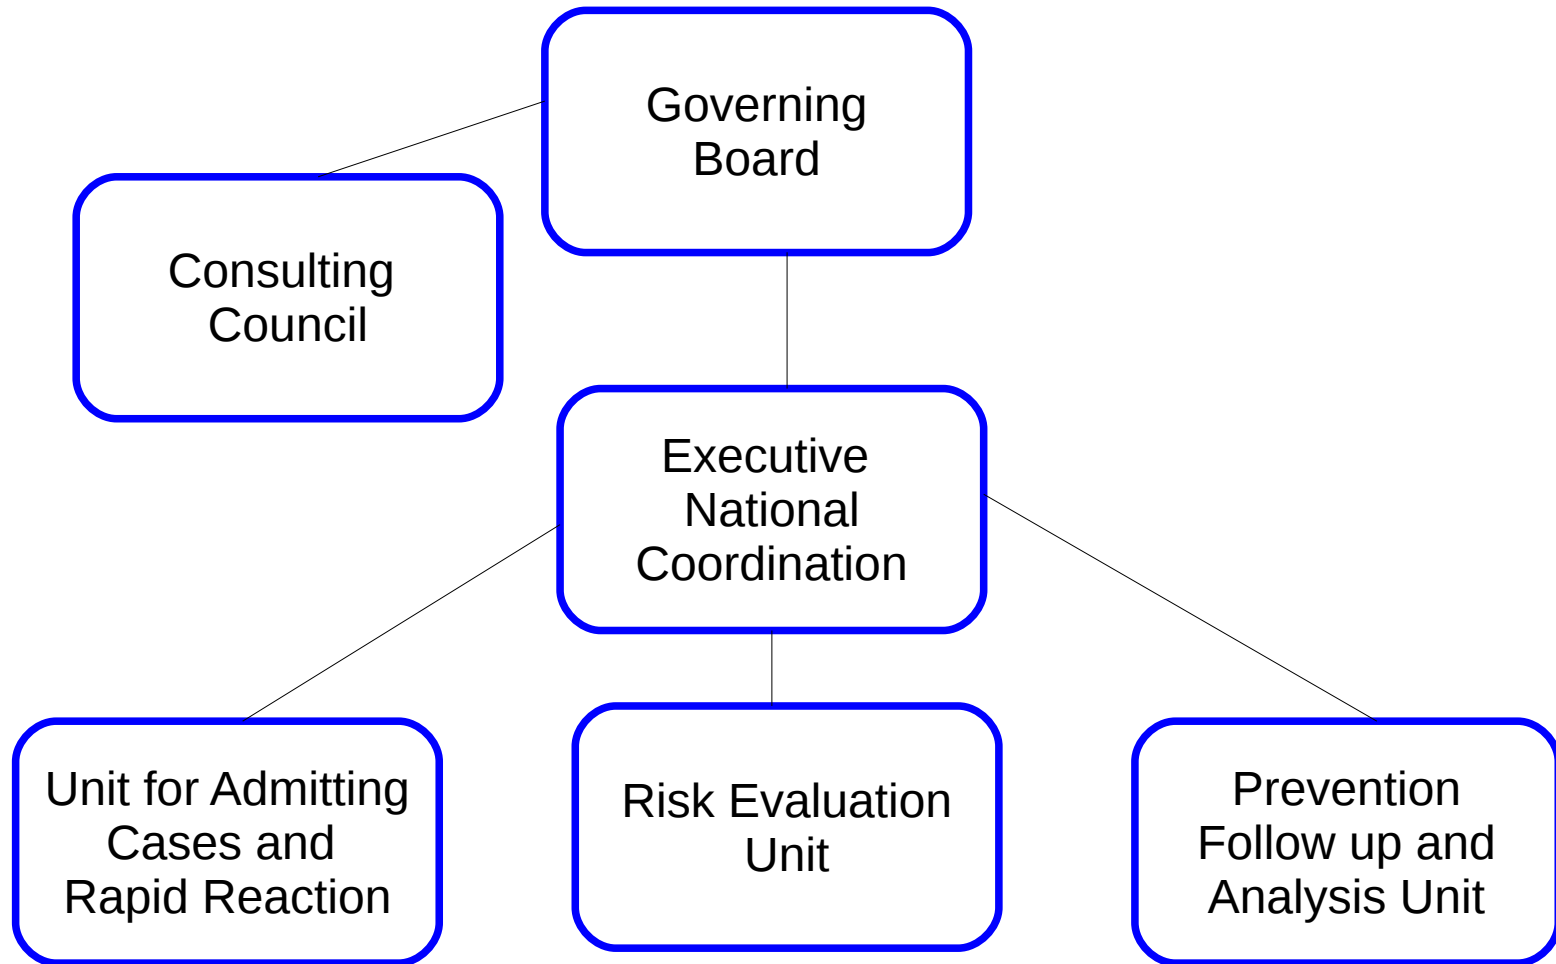 Governing
Board
Consulting
Council
Executive
National
Coordination
Unit for Admitting
Cases and
Rapid Reaction
Risk Evaluation
Unit
Prevention
Follow up and
Analysis Unit